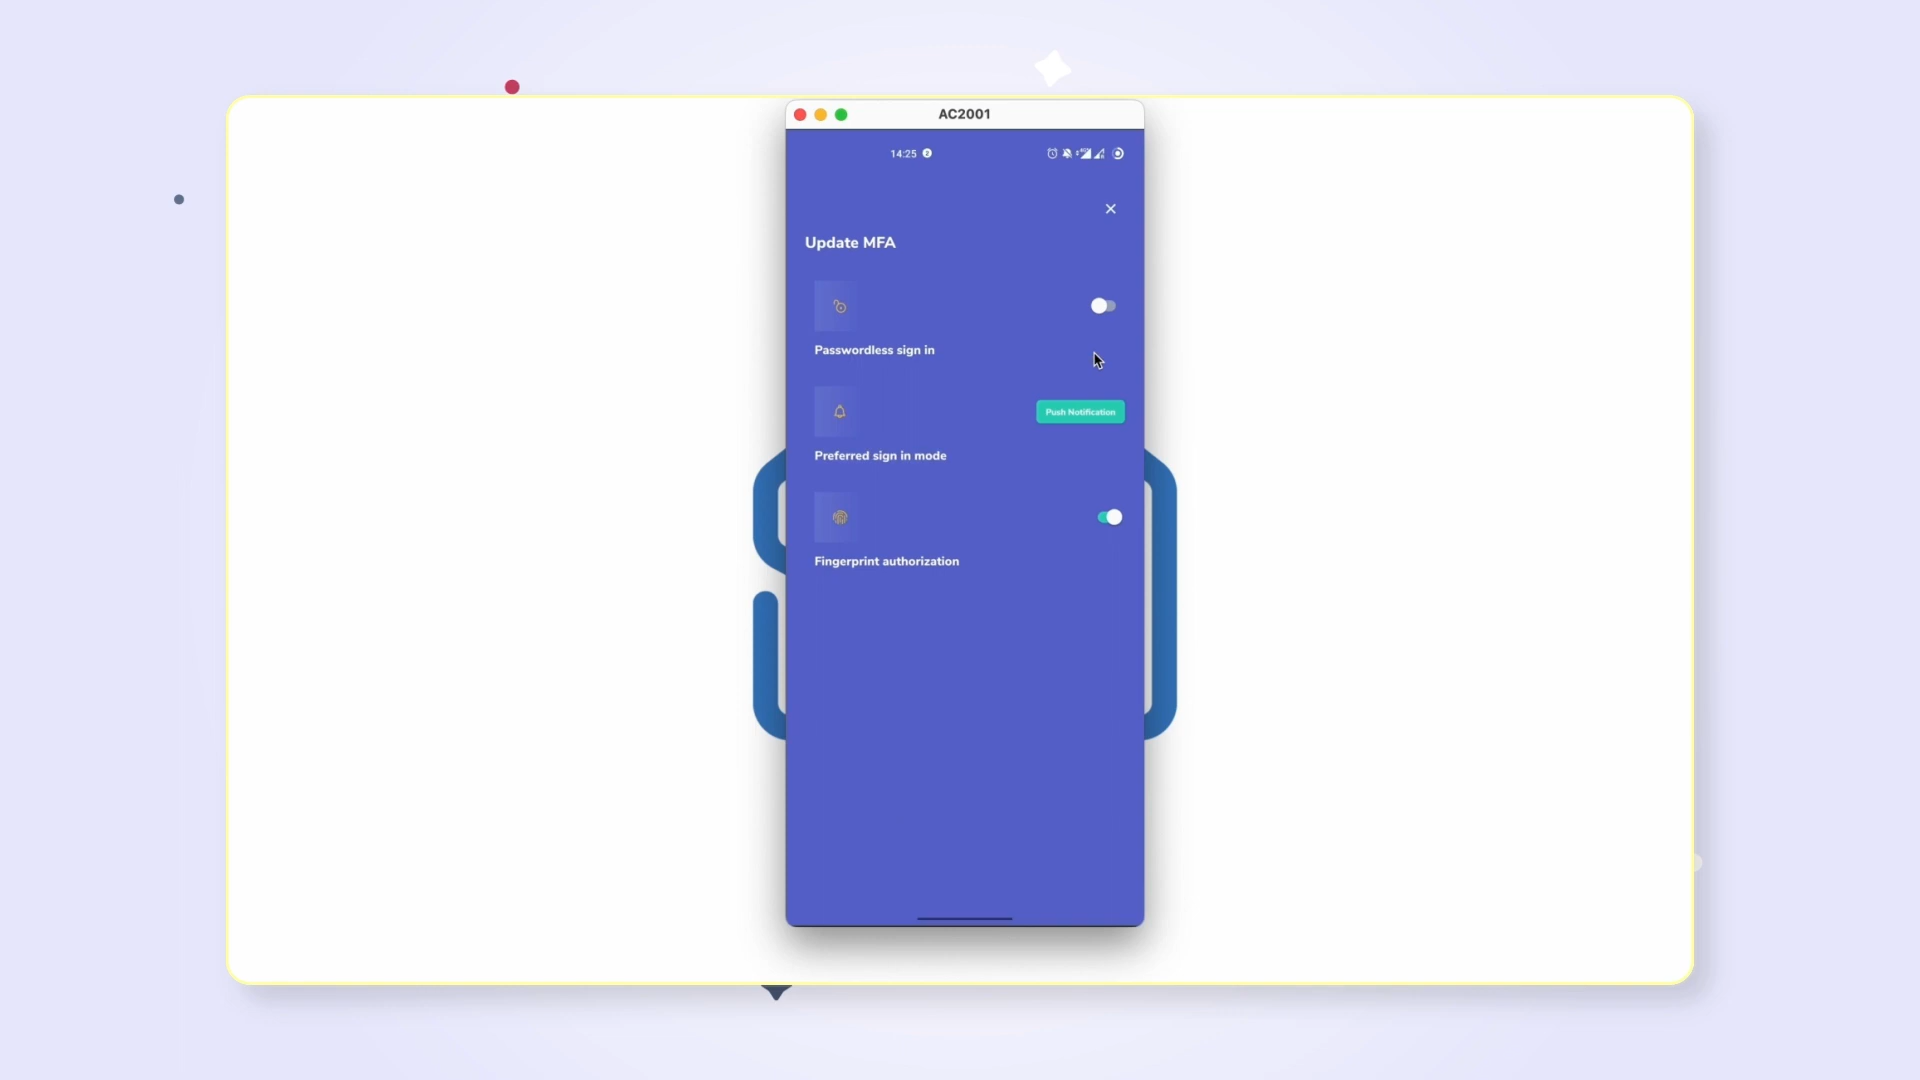 AC2001
14:25
Update MFA
Passwordless sign in
Push Notification
Preferred sign in mode
Fingerprint authorization